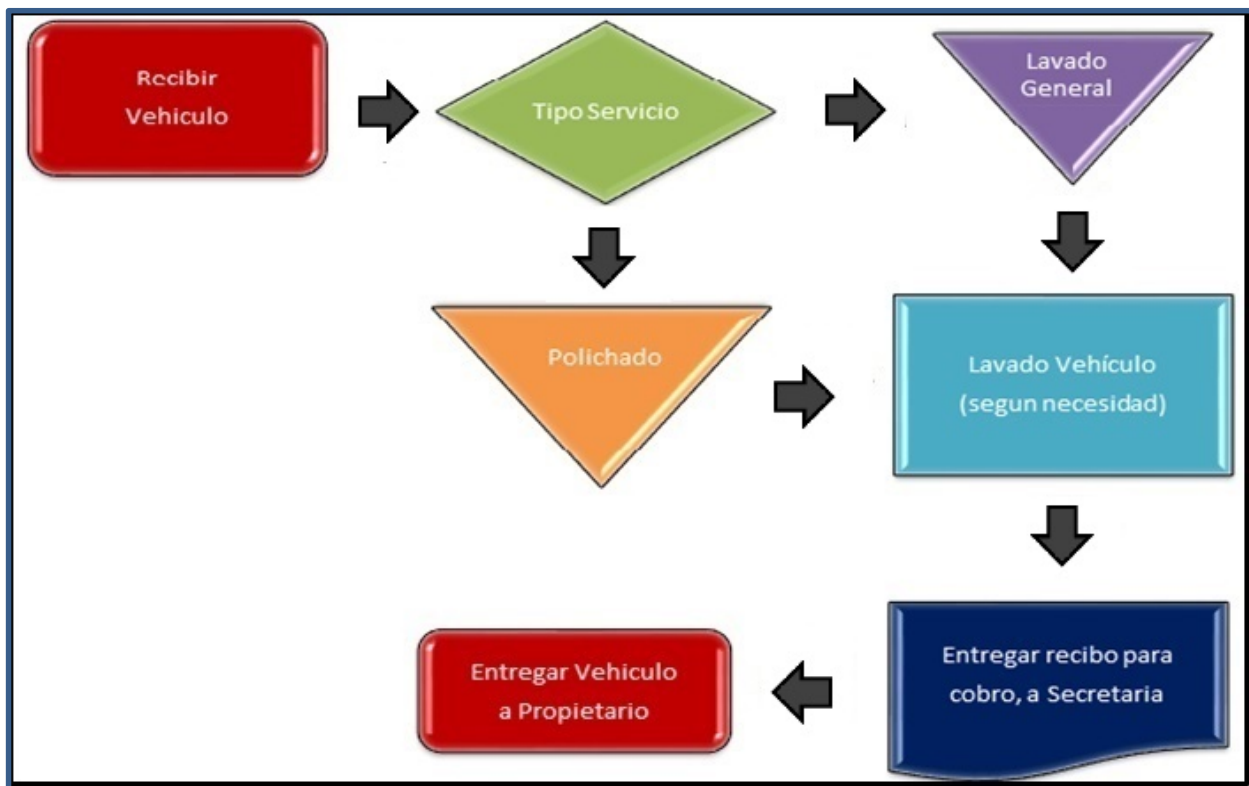 Recibir
Vehiculo
Tipo Servicio
Lavado
General
Polichado
Lavado Vehículo
(segun necesidad)
Entregar recibo para
cobro, a Secretaria
Entregar Vehiculo
a Propietario